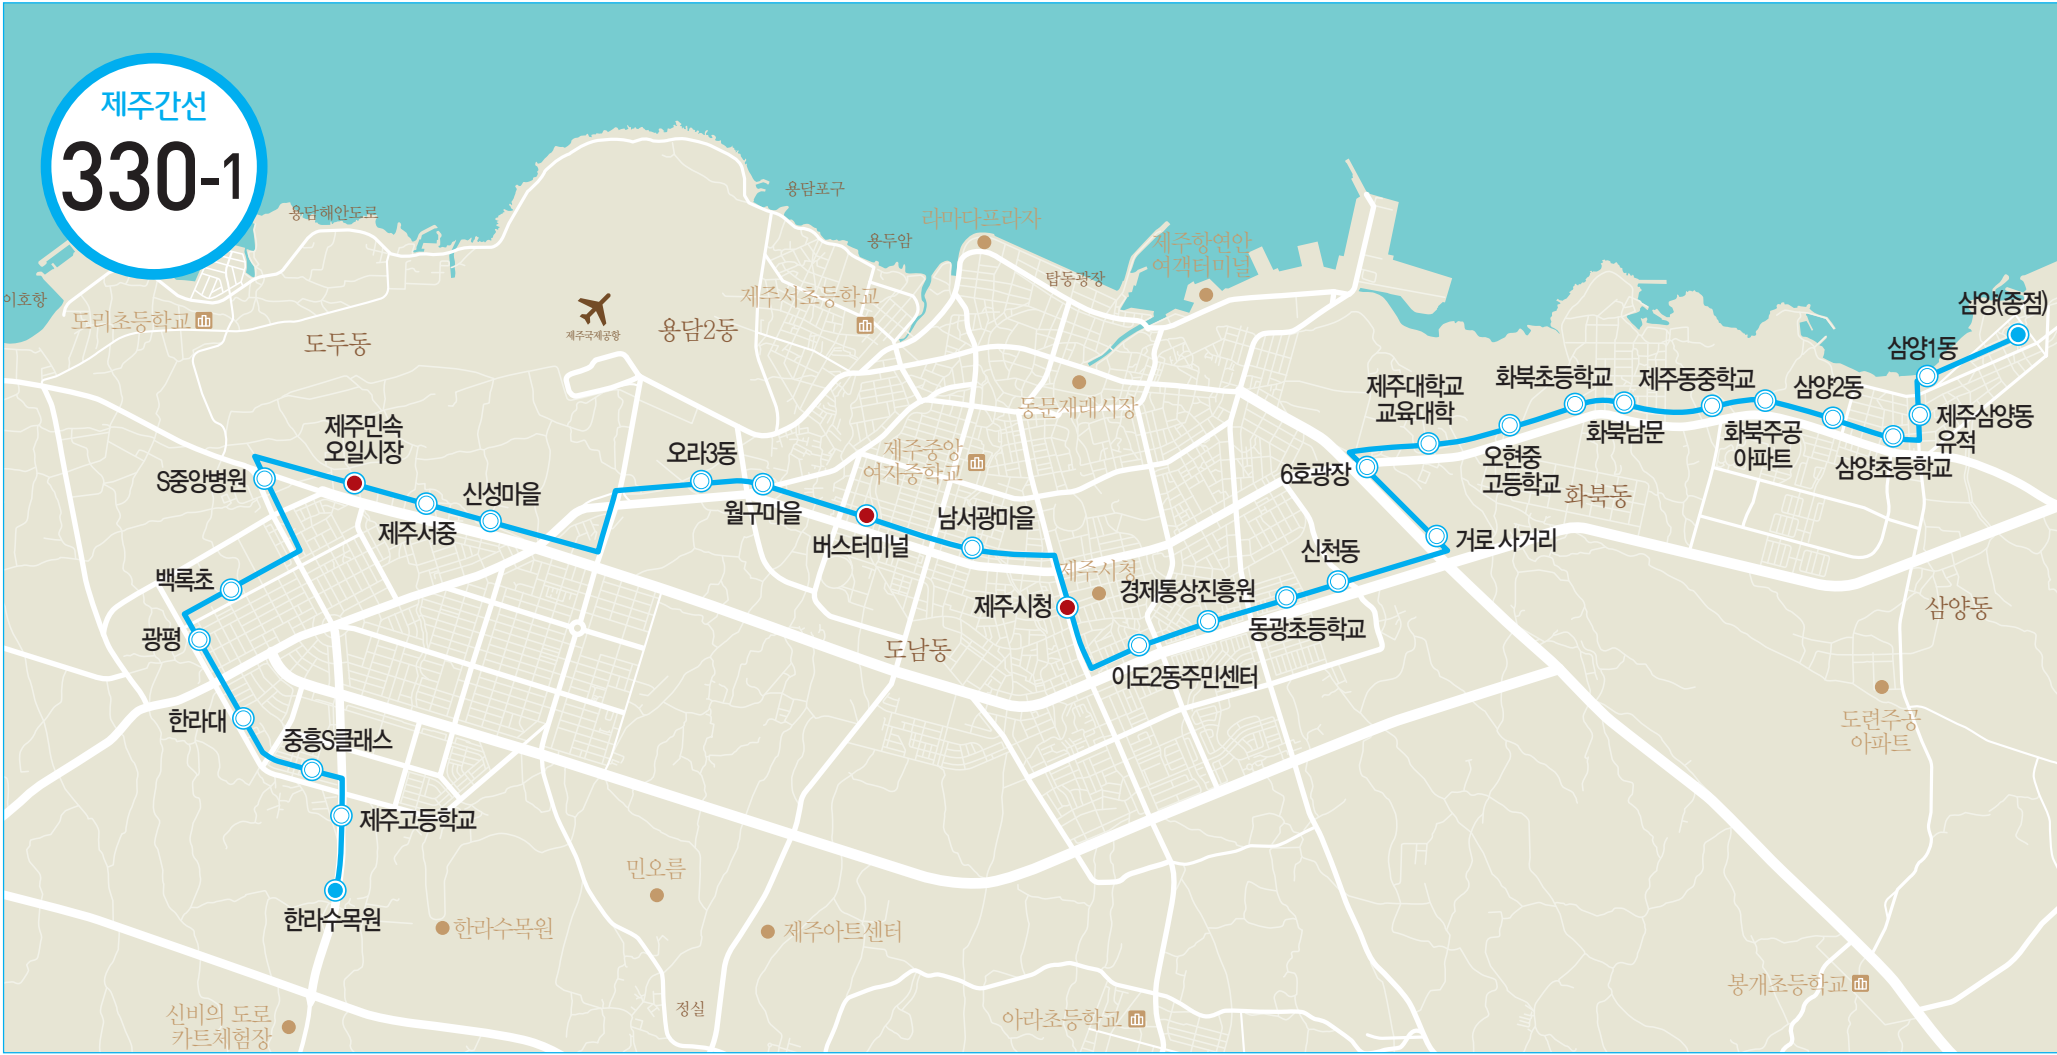 제주간선
330-1
용담해안도로
이호항
도리초등학교
도두동
제주국제공항
용담2동
제주서초등학교
용담포구
용두암
라마다프라자
탑동광장
제주항연안
여객터미널
동문재래시장
제주중앙
여자중학교
삼양(종점)
삼양1동
제주삼양동
유적
삼양초등학교
삼양2동
화북주공
아파트
제주동중학교
화북남문
화북초등학교
오현중
고등학교
제주대학교
교육대학
6호광장
화북동
거로 사거리
신천동
동광초등학교
경제통상진흥원
이도2동주민센터
제주시청
제주시청
남서광마을
버스터미널
월구마을
오라3동
신성마을
제주서중
제주민속
오일시장
S중앙병원
백록초
광평
한라대
중흥S클래스
제주고등학교
한라수목원
한라수목원
도남동
삼양동
도련주공
아파트
민오름
제주아트센터
정실
신비의 도로
카트체험장
아라초등학교
봉개초등학교